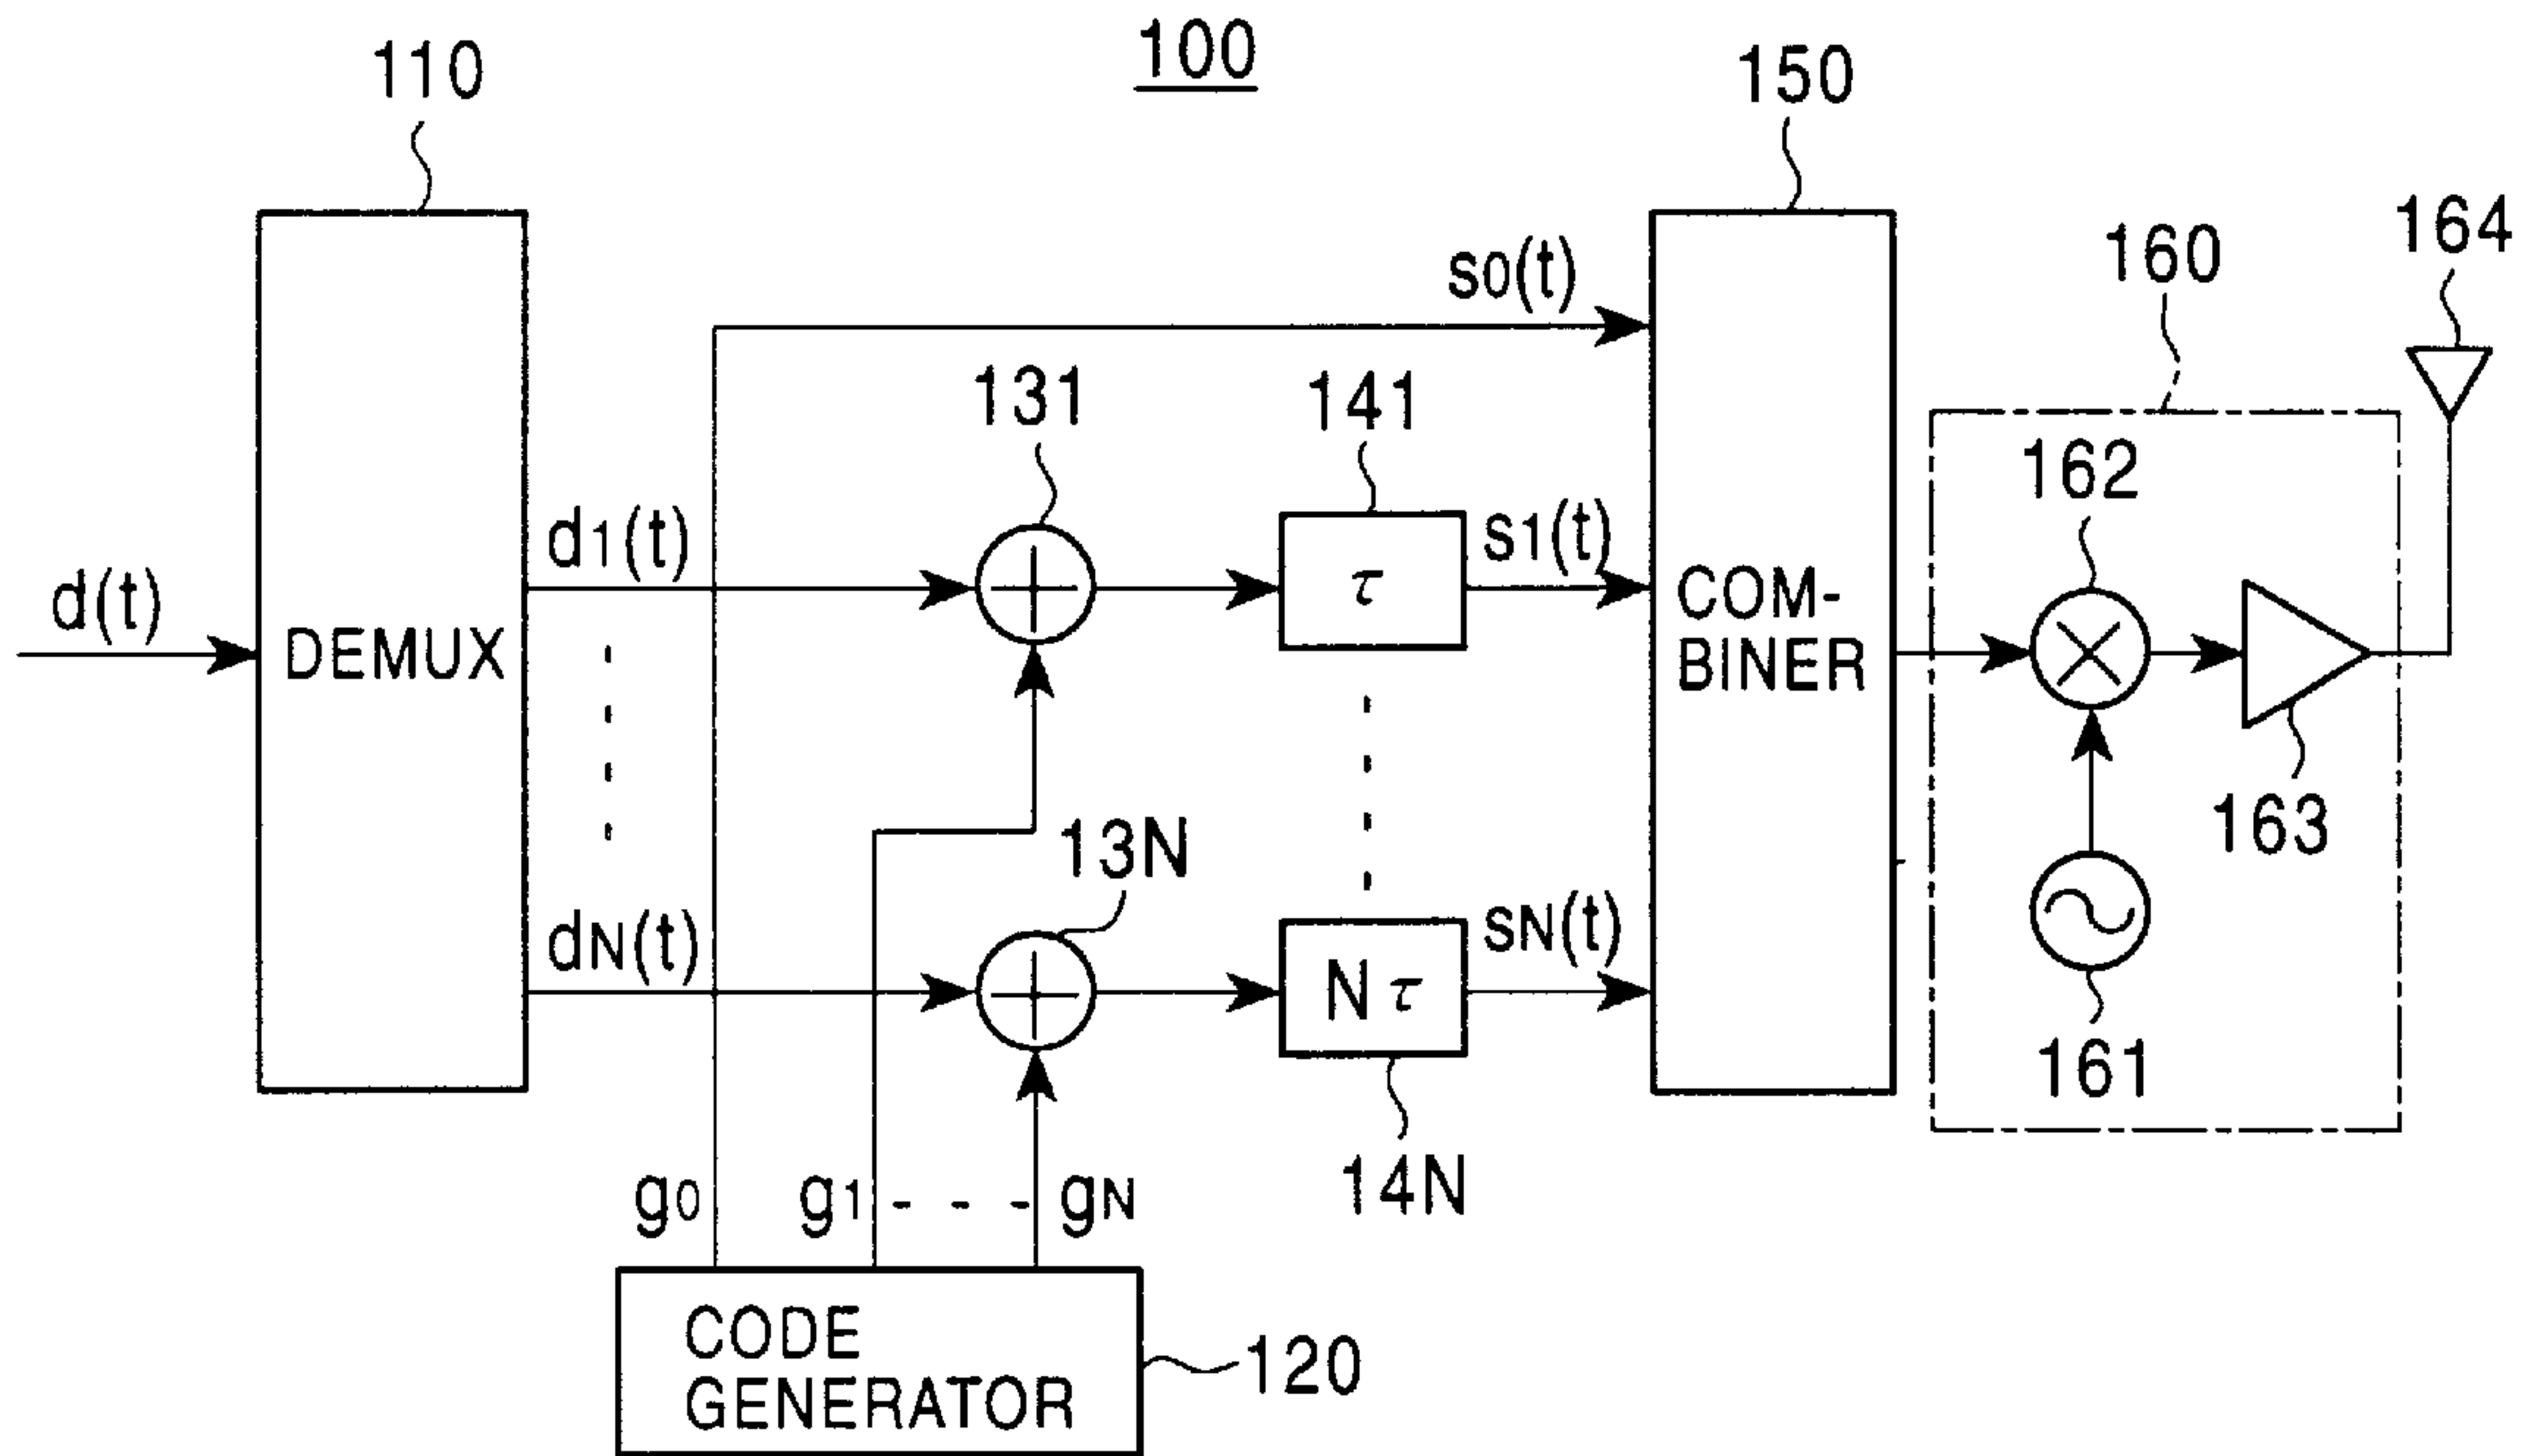 100
110
150
164
160
s0(t)
131
141
162
d1(t)
s1(t)
τ
COM-
BINER
d(t)
DEMUX
163
13N
dN(t)
sN(t)
Nτ
161
14N
g0
g1
gN
CODE
GENERATOR
120